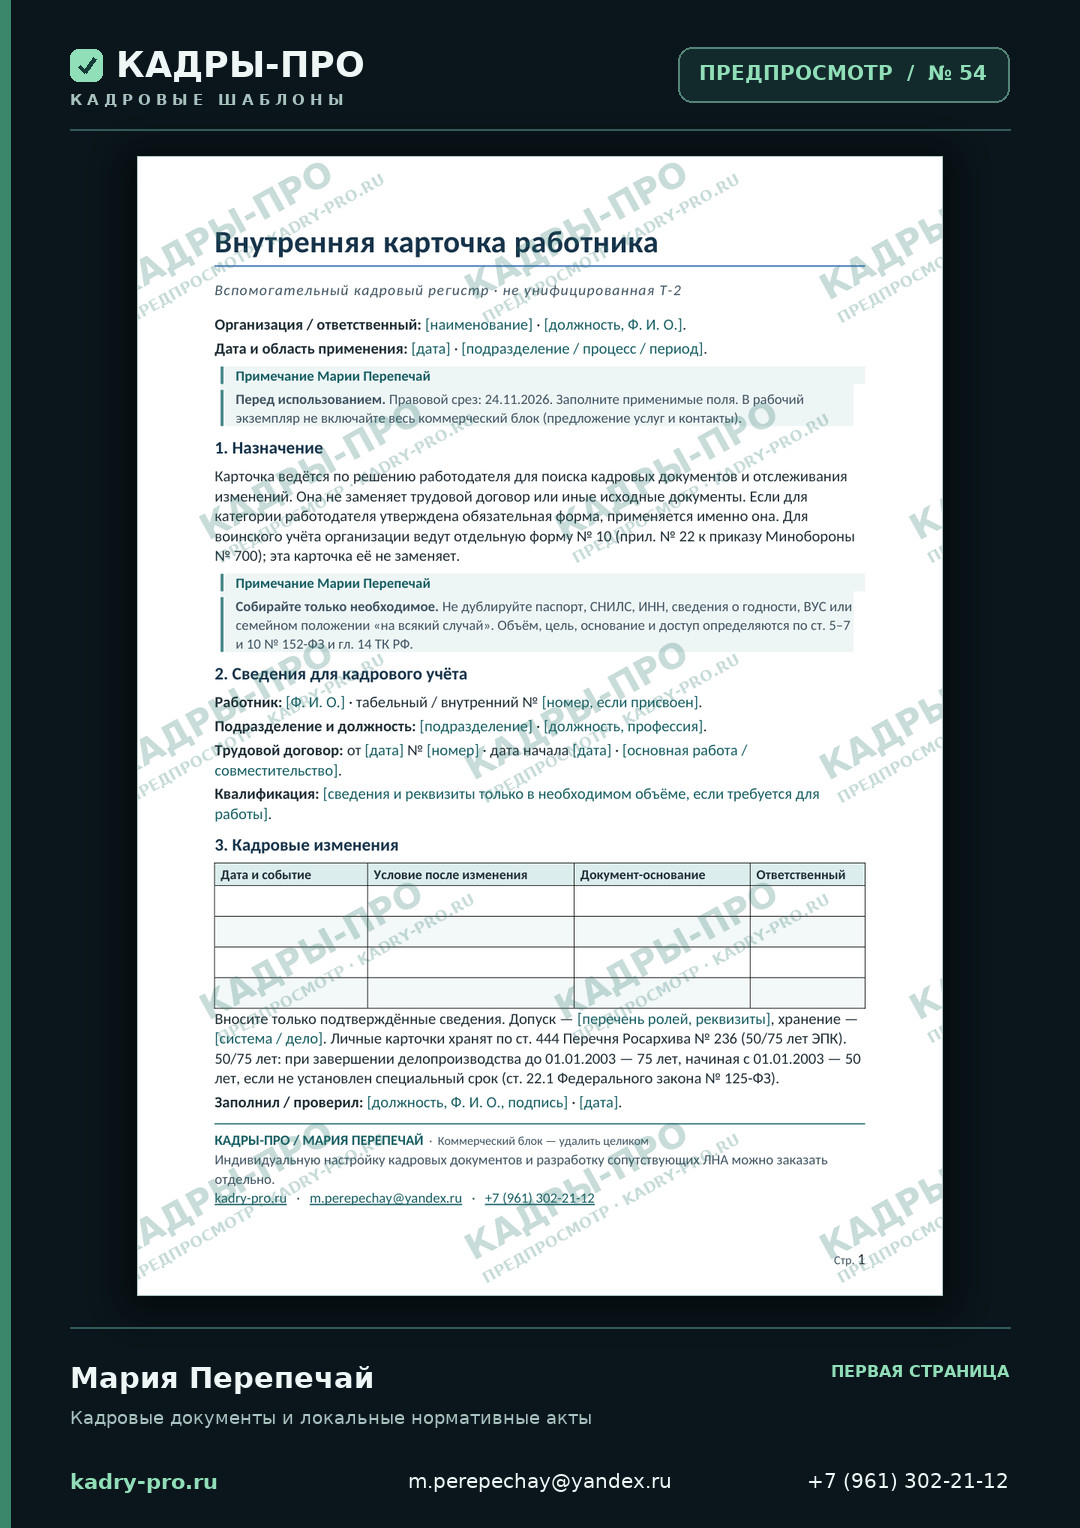 КАДРЫ-ПРО
КАДРОВЫЕ ШАБЛОНЫ
ПРЕДПРОСМОТР / № 54
Внутренняя карточка работника
Вспомогательный кадровый регистр · не унифицированная Т-2
Организация / ответственный: [наименование] · [должность, Ф. И. О.].
Дата и область применения: [дата] · [подразделение / процесс / период].
Примечание Марии Перепечай
Перед использованием. Правовой срез: 24.11.2026. Заполните применимые поля. В рабочий
экземпляр не включайте весь коммерческий блок (предложение услуг и контакты).
1. Назначение
Карточка ведётся по решению работодателя для поиска кадровых документов и отслеживания
изменений. Она не заменяет трудовой договор или иные исходные документы. Если для
категории работодателя утверждена обязательная форма, применяется именно она. Для
воинского учёта организации ведут отдельную форму № 10 (прил. № 22 к приказу Минобороны
№ 700); эта карточка её не заменяет.
Примечание Марии Перепечай
Собирайте только необходимое. Не дублируйте паспорт, СНИЛС, ИНН, сведения о годности, ВУС или
семейном положении «на всякий случай». Объём, цель, основание и доступ определяются по ст. 5–7
и 10 № 152-ФЗ и гл. 14 ТК РФ.
2. Сведения для кадрового учёта
Работник: [Ф. И. О.] · табельный / внутренний № [номер, если присвоен].
Подразделение и должность: [подразделение] · [должность, профессия].
Трудовой договор: от [дата] № [номер] · дата начала [дата] · [основная работа /
совместительство].
Квалификация: [сведения и реквизиты только в необходимом объёме, если требуется для
работы].
3. Кадровые изменения
Дата и событие Условие после изменения Документ-основание Ответственный
Вносите только подтверждённые сведения. Допуск — [перечень ролей, реквизиты], хранение —
[система / дело]. Личные карточки хранят по ст. 444 Перечня Росархива № 236 (50/75 лет ЭПК).
50/75 лет: при завершении делопроизводства до 01.01.2003 — 75 лет, начиная с 01.01.2003 — 50
лет, если не установлен специальный срок (ст. 22.1 Федерального закона № 125-ФЗ).
Заполнил / проверил: [должность, Ф. И. О., подпись] · [дата].
КАДРЫ-ПРО / МАРИЯ ПЕРЕПЕЧАЙ · Коммерческий блок — удалить целиком
Индивидуальную настройку кадровых документов и разработку сопутствующих ЛНА можно заказать
отдельно.
kadry-pro.ru · m.perepechay@yandex.ru · +7 (961) 302-21-12
Стр. 1
Мария Перепечай
ПЕРВАЯ СТРАНИЦА
Кадровые документы и локальные нормативные акты
kadry-pro.ru
m.perepechay@yandex.ru
+7 (961) 302-21-12